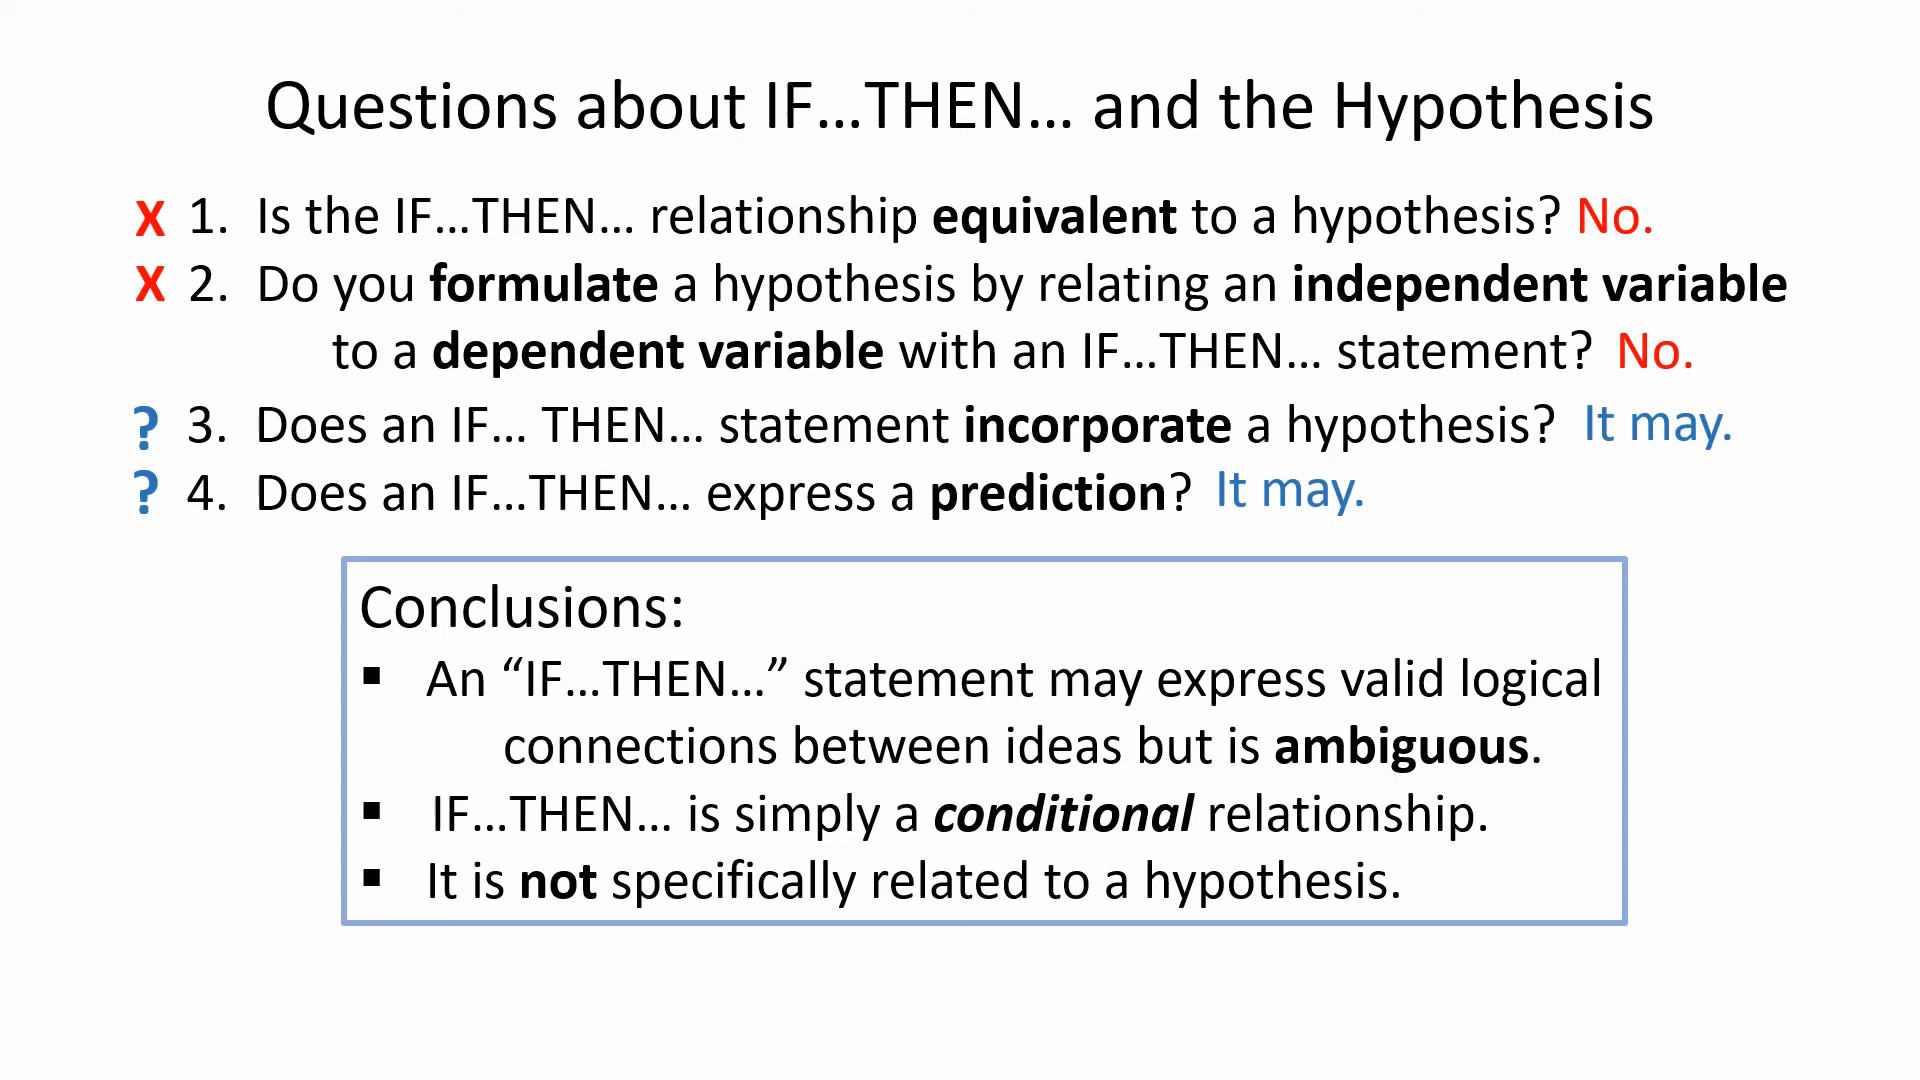 Questions about IF...THEN... and the Hypothesis
X 1. Is the IF...THEN... relationship equivalent to a hypothesis? No.
X 2. Do you formulate a hypothesis by relating an independent variable
to a dependent variable with an IF...THEN... statement? No.
? 3. Does an IF... THEN... statement incorporate a hypothesis? It may.
? 4. Does an IF...THEN... express a prediction? It may.
Conclusions:
▪ An “IF...THEN...” statement may express valid logical
connections between ideas but is ambiguous.
▪ IF...THEN... is simply a conditional relationship.
▪ It is not specifically related to a hypothesis.